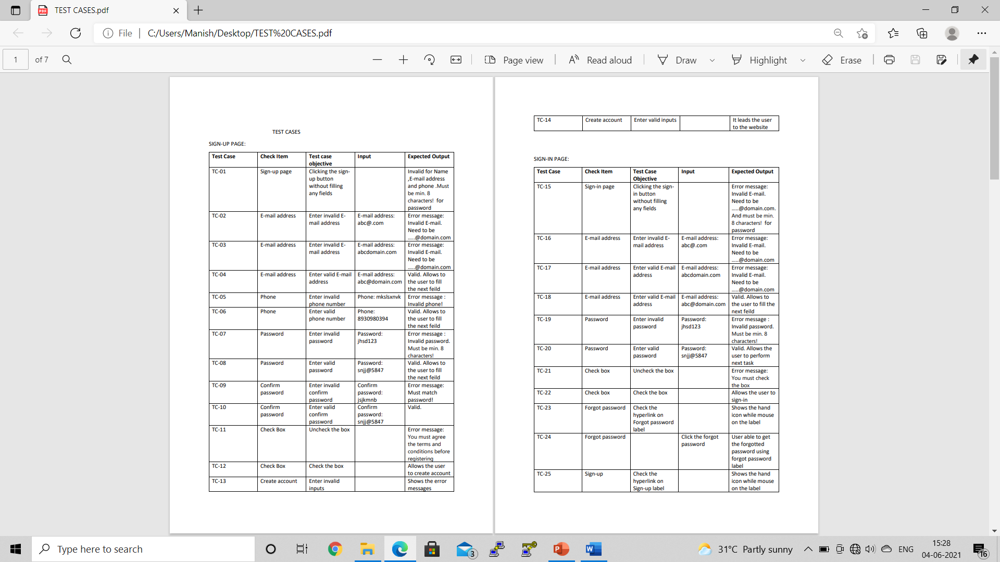 TEST CASES.pdf
File
C:/Users/Manish/Desktop/TEST%20CASES.pdf
1 of 7
Page view
Read aloud
Draw
Highlight
Erase
TEST CASES
SIGN-UP PAGE:
Test Case
Check Item
Test case
objective
Input
Expected Output
TC-01
Sign-up page
Clicking the sign-
up button
without filling
any fields
Invalid for Name
,E-mail address
and phone .Must
be min. 8
characters! for
password
TC-02
E-mail address
Enter invalid E-
mail address
E-mail address:
abc@.com
Error message:
Invalid E-mail.
Need to be
.....@domain.com
TC-03
E-mail address
Enter invalid E-
mail address
E-mail address:
abcdomain.com
Error message:
Invalid E-mail.
Need to be
.....@domain.com
TC-04
E-mail address
Enter valid E-mail
address
E-mail address:
abc@domain.com
Valid. Allows to
the user to fill
the next feild
TC-05
Phone
Enter invalid
phone number
Phone: mkslsxnvk
Error message :
Invalid phone!
TC-06
Phone
Enter valid
phone number
Phone:
8930980394
Valid. Allows to
the user to fill
the next feild
TC-07
Password
Enter invalid
password
Password:
jhsd123
Error message :
Invalid password.
Must be min. 8
characters!
TC-08
Password
Enter valid
password
Password:
snjj@5847
Valid. Allows to
the user to fill
the next feild
TC-09
Confirm
password
Enter invalid
confirm
password
Confirm
password:
jsjkmnb
Error message:
Must match
password!
TC-10
Confirm
password
Enter valid
confirm
password
Confirm
password:
snjj@5847
Valid.
TC-11
Check Box
Uncheck the box
Error message:
You must agree
the terms and
conditions before
registering
TC-12
Check Box
Check the box
Allows the user
to create account
TC-13
Create account
Enter invalid
inputs
Shows the error
messages
TC-14
Create account
Enter valid inputs
It leads the user
to the website
SIGN-IN PAGE:
Test Case
Check Item
Test Case
Objective
Input
Expected Output
TC-15
Sign-in page
Clicking the sign-
in button
without filling
any fields
Error message:
Invalid E-mail.
Need to be
.....@domain.com.
And must be min.
8 characters! for
password
TC-16
E-mail address
Enter invalid E-
mail address
E-mail address:
abc@.com
Error message:
Invalid E-mail.
Need to be
.....@domain.com
TC-17
E-mail address
Enter valid E-mail
address
E-mail address:
abcdomain.com
Error message:
Invalid E-mail.
Need to be
.....@domain.com
TC-18
E-mail address
Enter valid E-mail
address
E-mail address:
abc@domain.com
Valid. Allows to
the user to fill the
next feild
TC-19
Password
Enter invalid
password
Password:
jhsd123
Error message :
Invalid password.
Must be min. 8
characters!
TC-20
Password
Enter valid
password
Password:
snjj@5847
Valid. Allows the
user to perform
next task
TC-21
Check box
Uncheck the box
Error message:
You must check
the box
TC-22
Check box
Check the box
Allows the user to
sign-in
TC-23
Forgot password
Check the
hyperlink on
Forgot password
label
Shows the hand
icon while mouse
on the label
TC-24
Forgot password
Click the forgot
password
User able to get
the forgotted
password using
forgot password
label
TC-25
Sign-up
Check the
hyperlink on
Sign-up label
Shows the hand
icon while mouse
on the label
Type here to search
3
31°C Partly sunny
ENG
15:28
04-06-2021
16